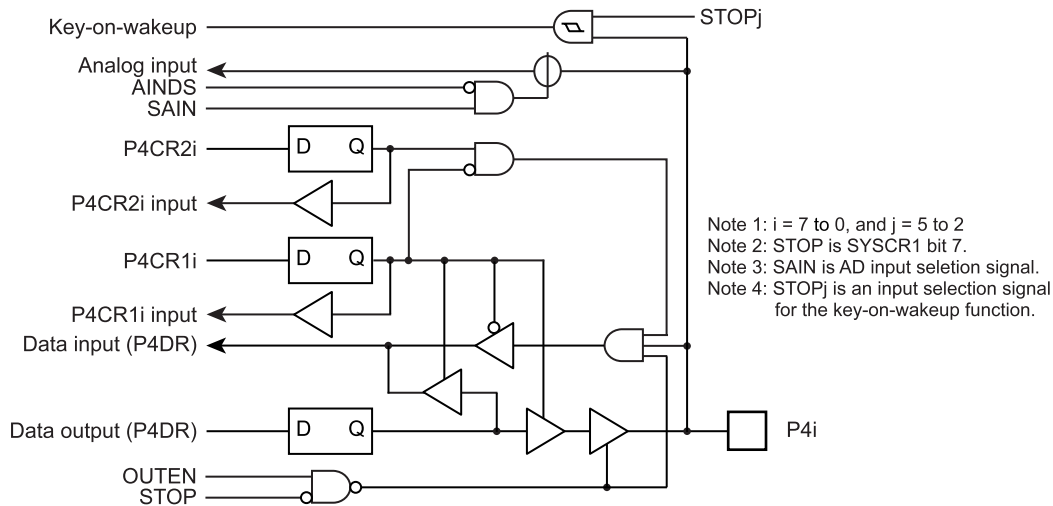 Key-on-wakeup
STOPj
Analog input
AINDS
SAIN
P4CR2i
D Q
P4CR2i input
P4CR1i
D Q
P4CR1i input
Data input (P4DR)
Data output (P4DR)
D Q
P4i
OUTEN
STOP
Note 1: i = 7 to 0, and j = 5 to 2
Note 2: STOP is SYSCR1 bit 7.
Note 3: SAIN is AD input seletion signal.
Note 4: STOPj is an input selection signal
for the key-on-wakeup function.